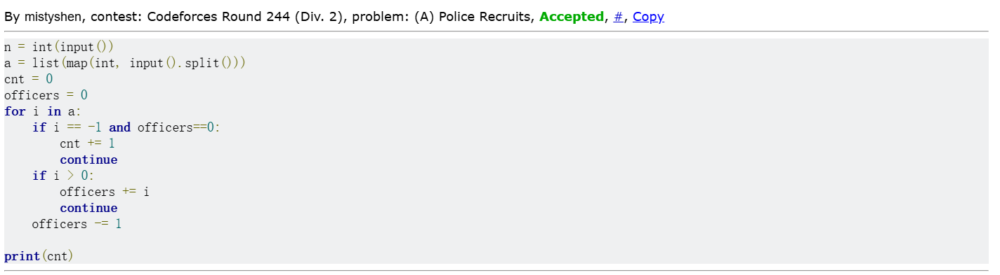 By mistyshen, contest: Codeforces Round 244 (Div. 2), problem: (A) Police Recruits, Accepted, #, Copy
n = int(input())
a = list(map(int, input().split()))
cnt = 0
officers = 0
for i in a:
    if i == -1 and officers==0:
        cnt += 1
        continue
    if i > 0:
        officers += i
        continue
    officers -= 1

print(cnt)